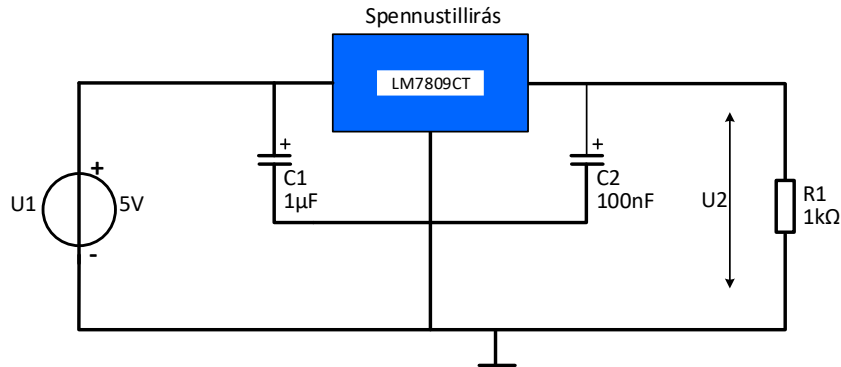 Spennustillirás
LM7809CT
+
+
C1
1µF
C2
100nF
U1
+
5V
-
U2
R1
1kΩ